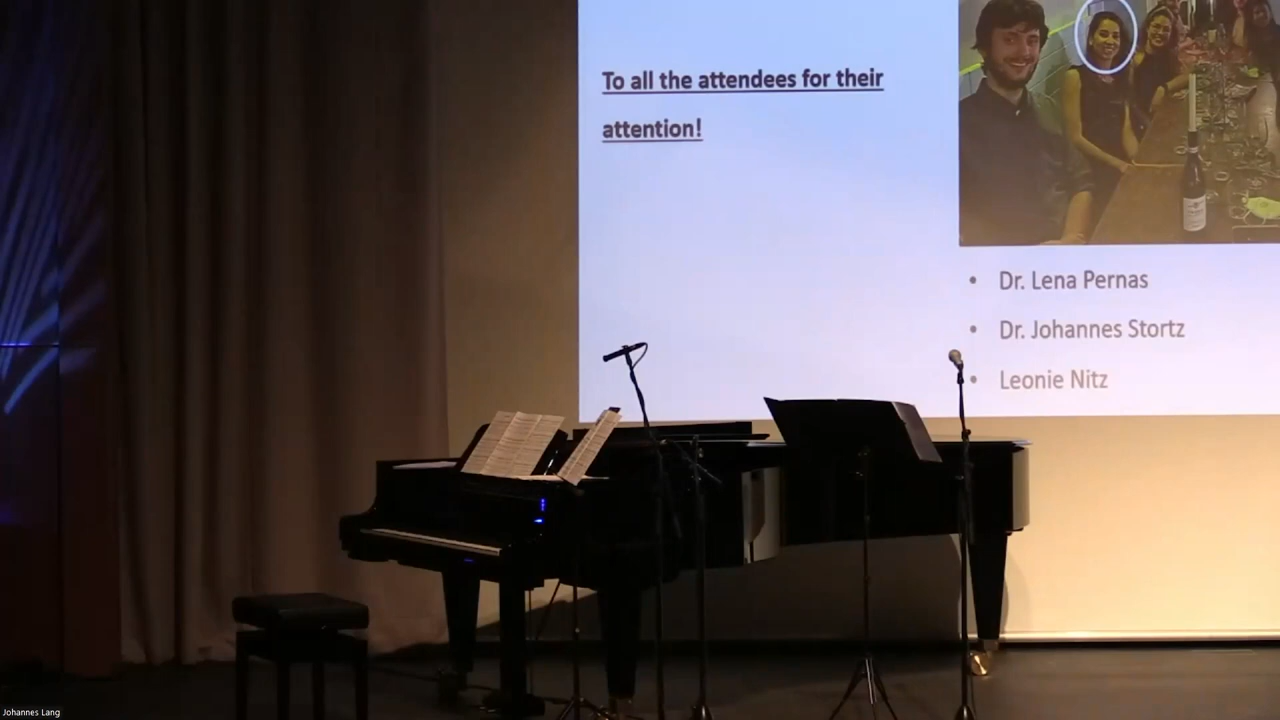 To all the attendees for their
attention!
• Dr. Lena Pernas
• Dr. Johannes Stortz
• Leonie Nitz
Johannes Lang